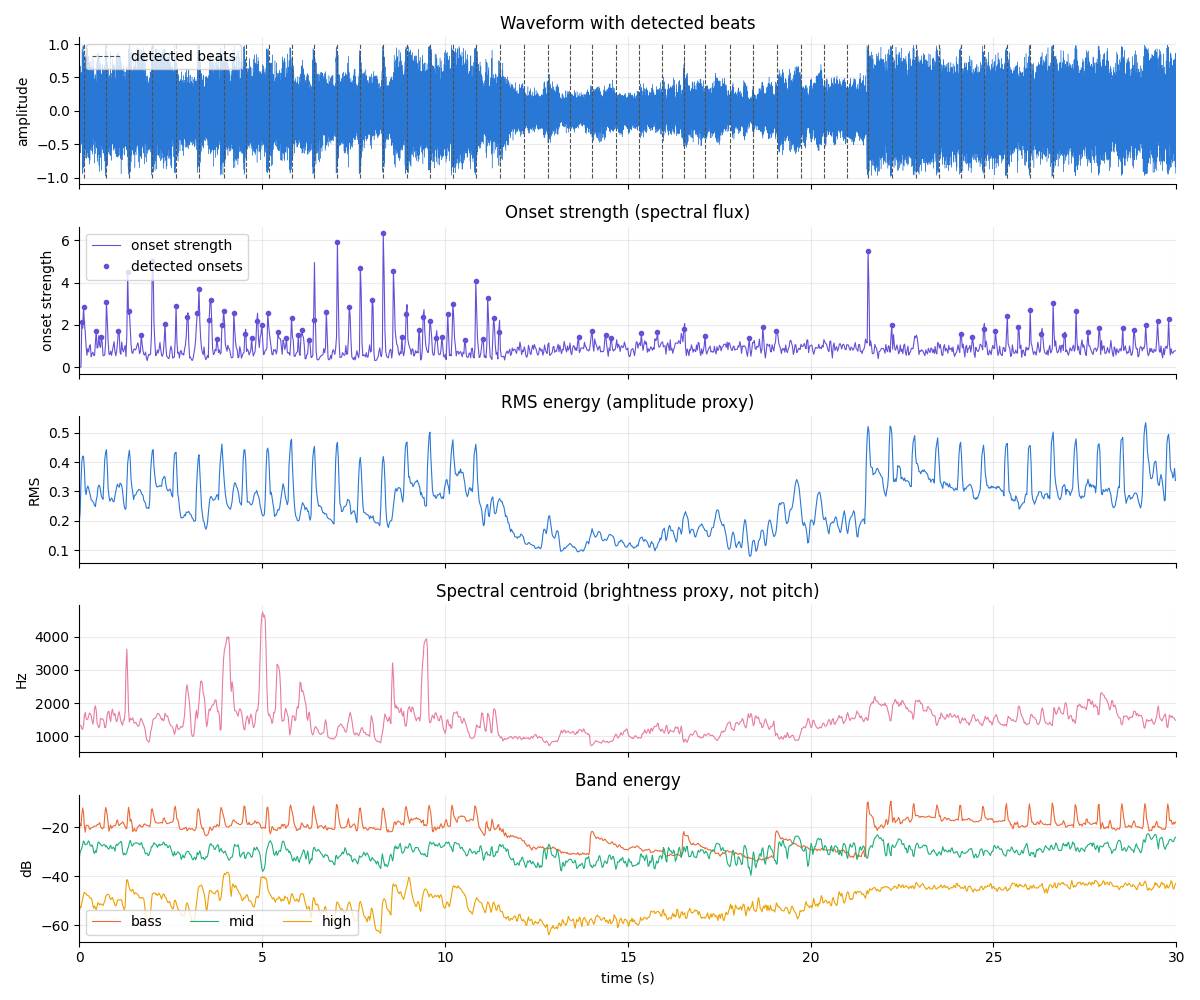 Waveform with detected beats
1.0
0.5
0.0
−0.5
−1.0
amplitude
detected beats
Onset strength (spectral flux)
6
4
2
0
onset strength
onset strength
detected onsets
RMS energy (amplitude proxy)
0.5
0.4
0.3
0.2
0.1
RMS
Spectral centroid (brightness proxy, not pitch)
4000
3000
2000
1000
Hz
Band energy
−20
−40
−60
dB
bass mid high
0 5 10 15 20 25 30
time (s)